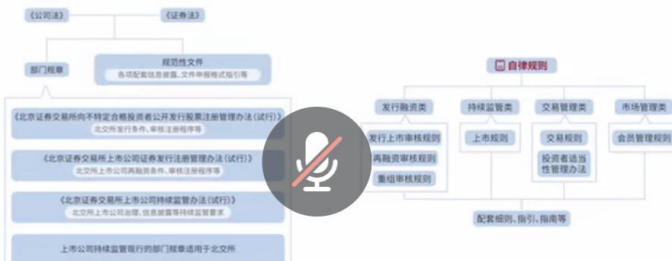 《公司法》
《证券法》
部门规章
规范性文件
各项配套信息披露、文件申报格式指引等
《北京证券交易所向不特定合格投资者公开发行股票注册管理办法(试行)》
北交所发行条件、审核注册程序等
《北京证券交易所上市公司证券发行注册管理办法(试行)》
北交所上市公司再融资条件、审核注册程序等
《北京证券交易所上市公司持续监管办法(试行)》
北交所上市公司治理、信息披露等持续监管要求
上市公司持续监管现行的部门规章适用于北交所
自律规则
发行融资类
持续监管类
交易管理类
市场管理类
发行上市审核规则
再融资审核规则
重组审核规则
上市规则
交易规则
投资者适当
性管理办法
会员管理规则
配套细则、指引、指南等